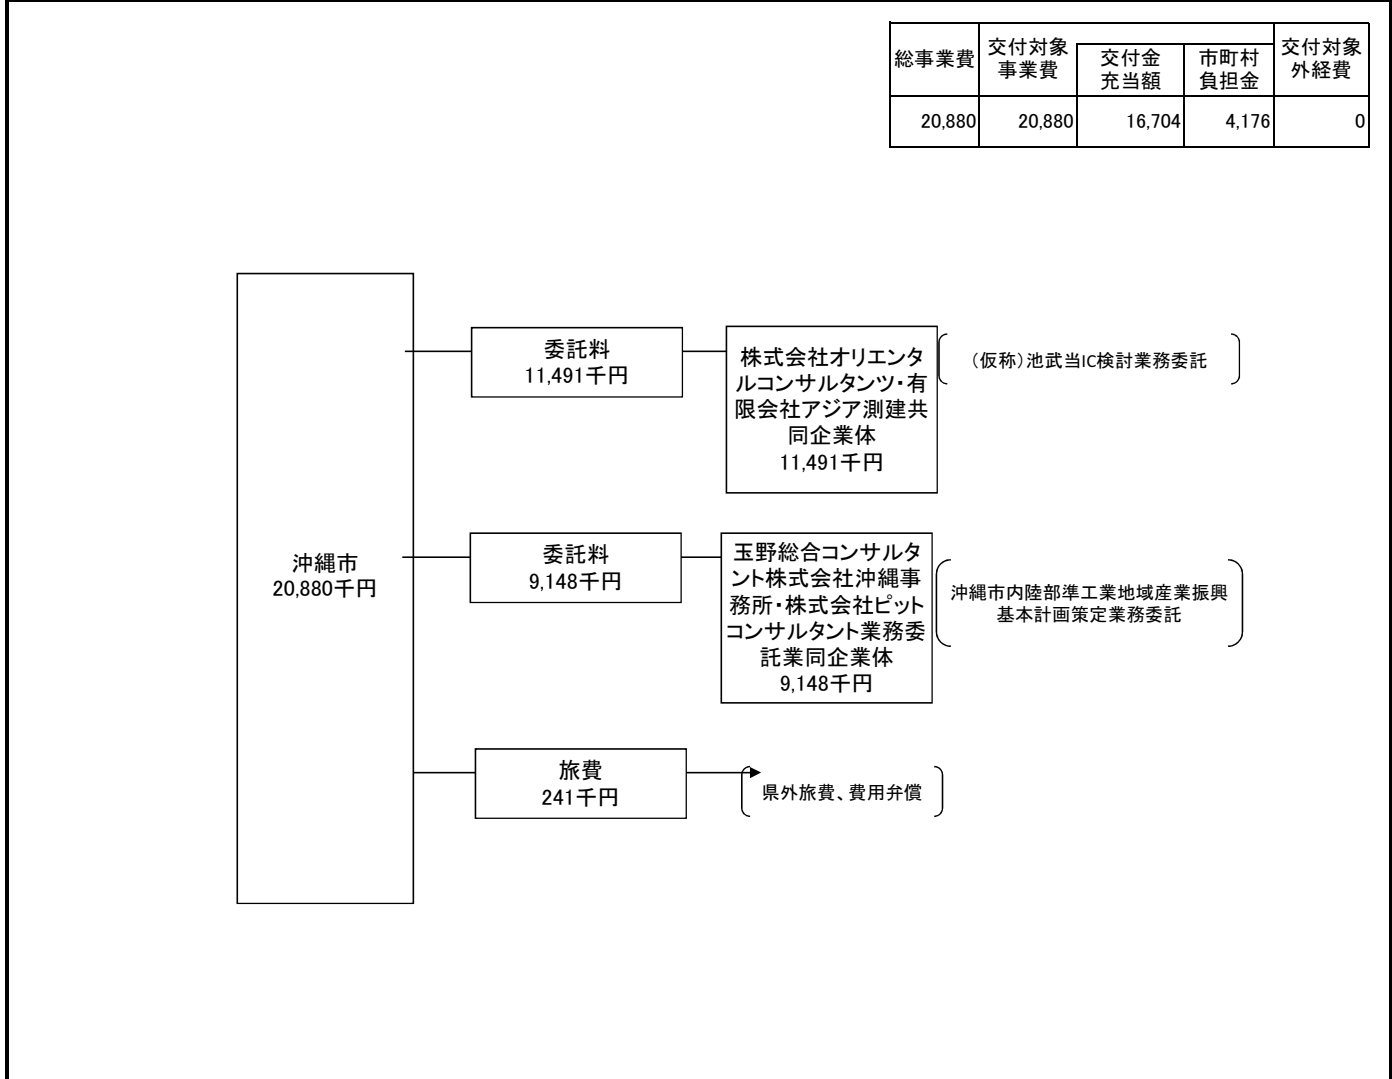 総事業費
交付対象
事業費
交付金
充当額
市町村
負担金
交付対象
外経費
20,880
20,880
16,704
4,176
0
沖縄市
20,880千円
委託料
11,491千円
株式会社オリエンタ
ルコンサルタンツ・有
限会社アジア測建共
同企業体
11,491千円
(仮称)池武当IC検討業務委託
委託料
9,148千円
玉野総合コンサルタ
ント株式会社沖縄事
務所・株式会社ピット
コンサルタント業務委
託業同企業体
9,148千円
沖縄市内陸部準工業地域産業振興
基本計画策定業務委託
旅費
241千円
県外旅費、費用弁償